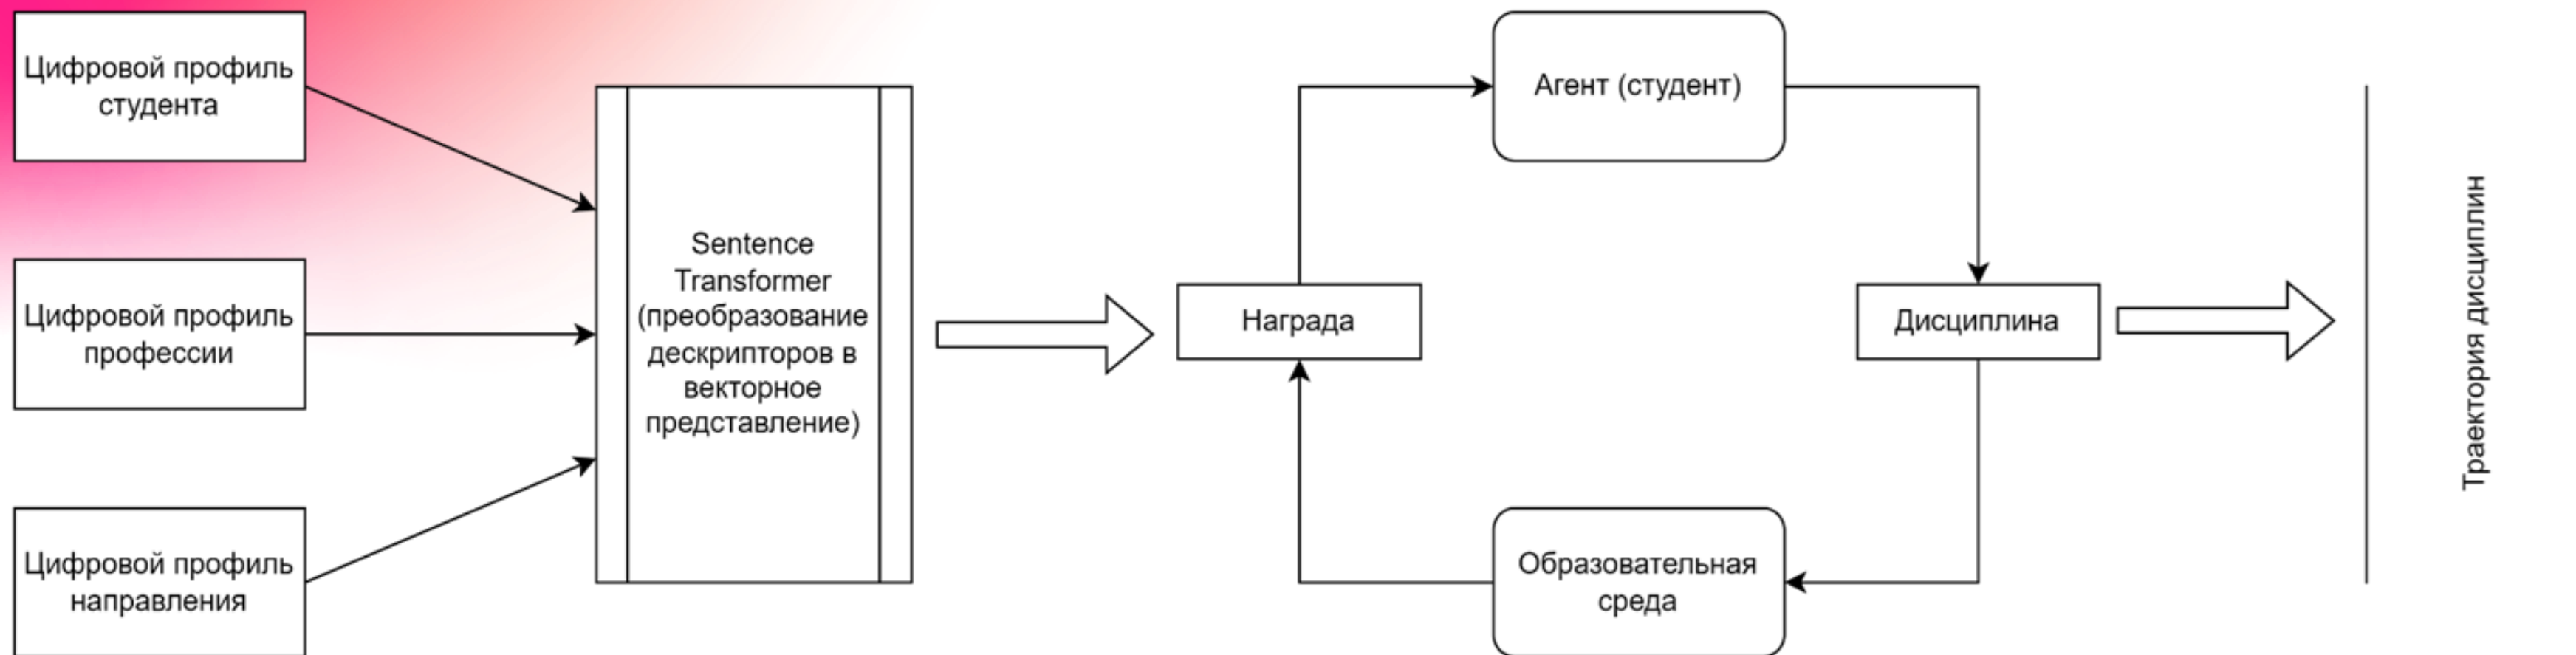 Цифровой профиль
студента
Цифровой профиль
профессии
Цифровой профиль
направления
Sentence
Transformer
(преобразование
дескрипторов в
векторное
представление)
Награда
Агент (студент)
Дисциплина
Образовательная
среда
Траектория дисциплин